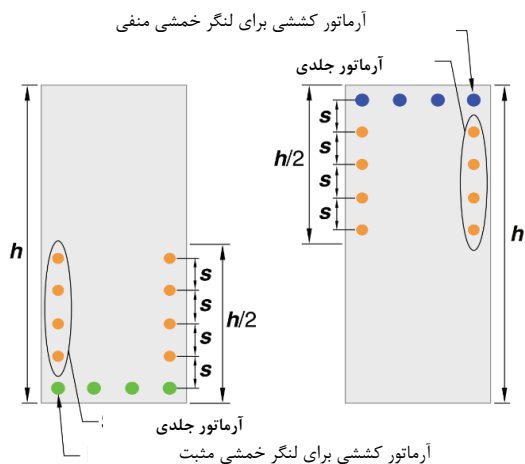 آرماتور کششی برای لنگر خمشی منفی
آرماتور جلدی
s
s
s
s
h/2
h
h
s
s
s
s
h/2
آرماتور جلدی
آرماتور کششی برای لنگر خمشی مثبت